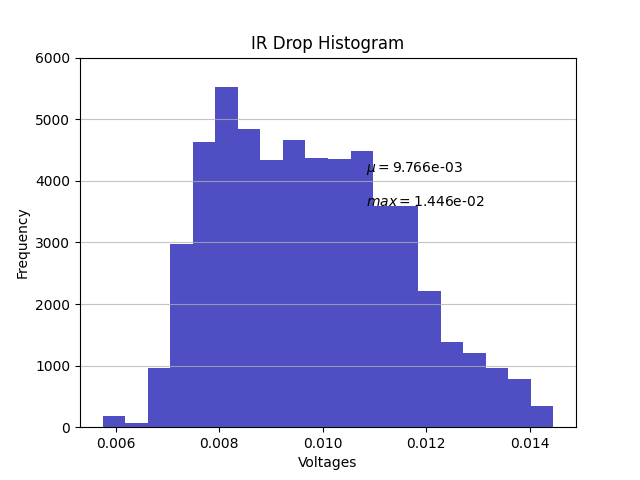 IR Drop Histogram
6000
5000
4000
3000
2000
1000
0
Frequency
μ = 9.766e-03
max = 1.446e-02
0.006 0.008 0.010 0.012 0.014
Voltages